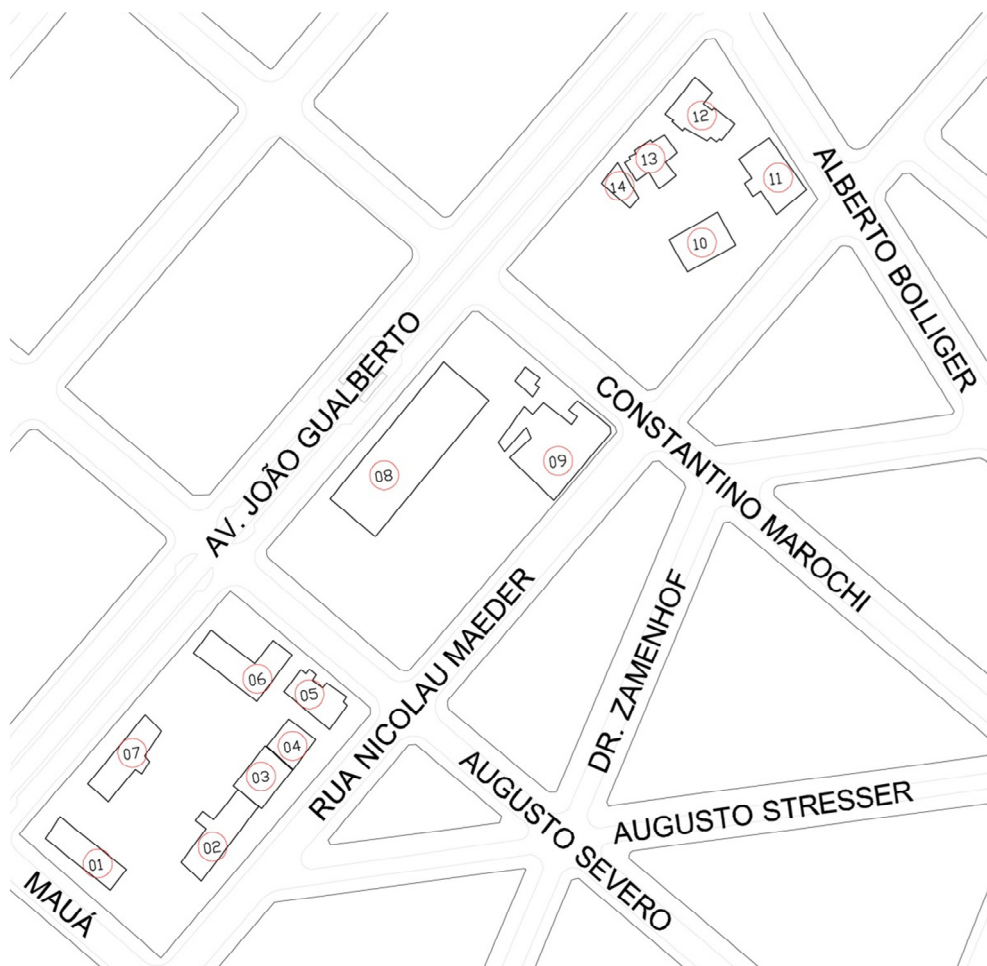 12
13
11
14
10
ALBERTO BOLLIGER
AV. JOÃO GUALBERTO
CONSTANTINO MAROCHI
08
09
RUA NICOLAU MAEDER
DR. ZAMENHOF
06
05
07
04
03
02
01
AUGUSTO SEVERO
AUGUSTO STRESSER
MAUÁ